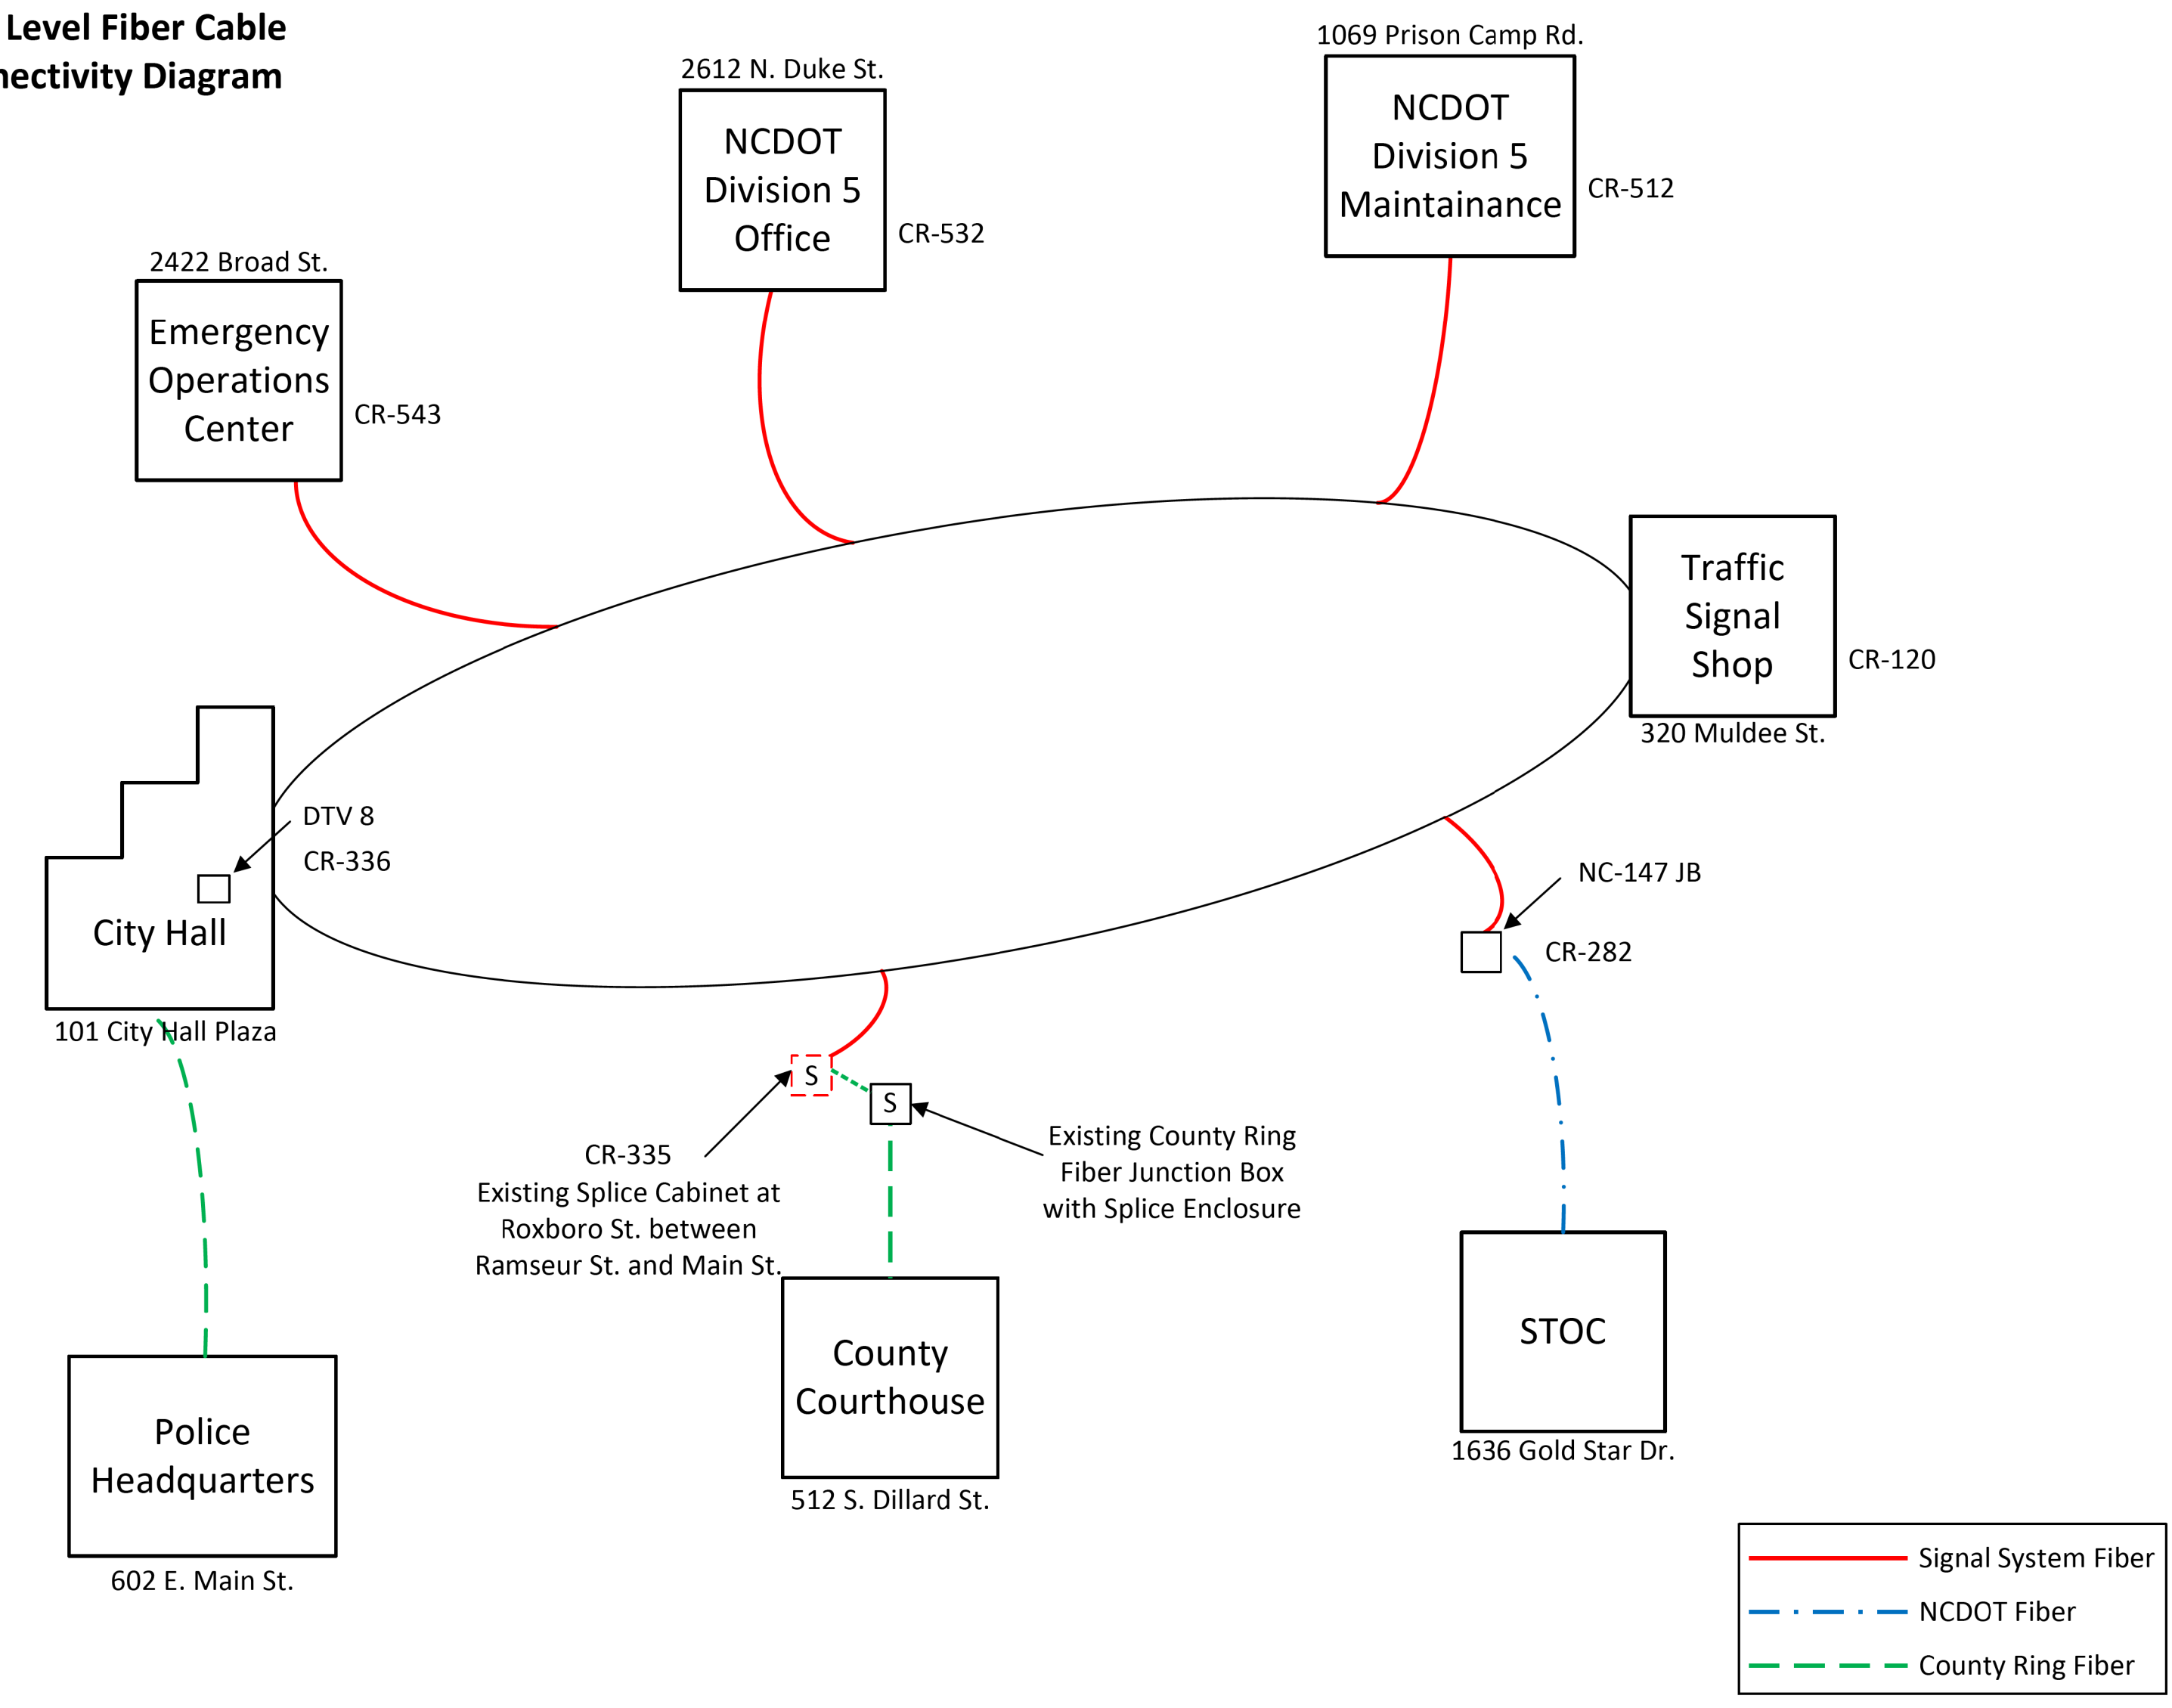 Level Fiber Cable
nectivity Diagram
2612 N. Duke St.
NCDOT
Division 5
Office
CR-532
1069 Prison Camp Rd.
NCDOT
Division 5
Maintainance
CR-512
2422 Broad St.
Emergency
Operations
Center
CR-543
Traffic
Signal
Shop
CR-120
320 Muldee St.
DTV 8
CR-336
City Hall
101 City Hall Plaza
NC-147 JB
CR-282
S
S
CR-335
Existing Splice Cabinet at
Roxboro St. between
Ramseur St. and Main St.
Existing County Ring
Fiber Junction Box
with Splice Enclosure
Police
Headquarters
602 E. Main St.
County
Courthouse
512 S. Dillard St.
STOC
1636 Gold Star Dr.
Signal System Fiber
NCDOT Fiber
County Ring Fiber